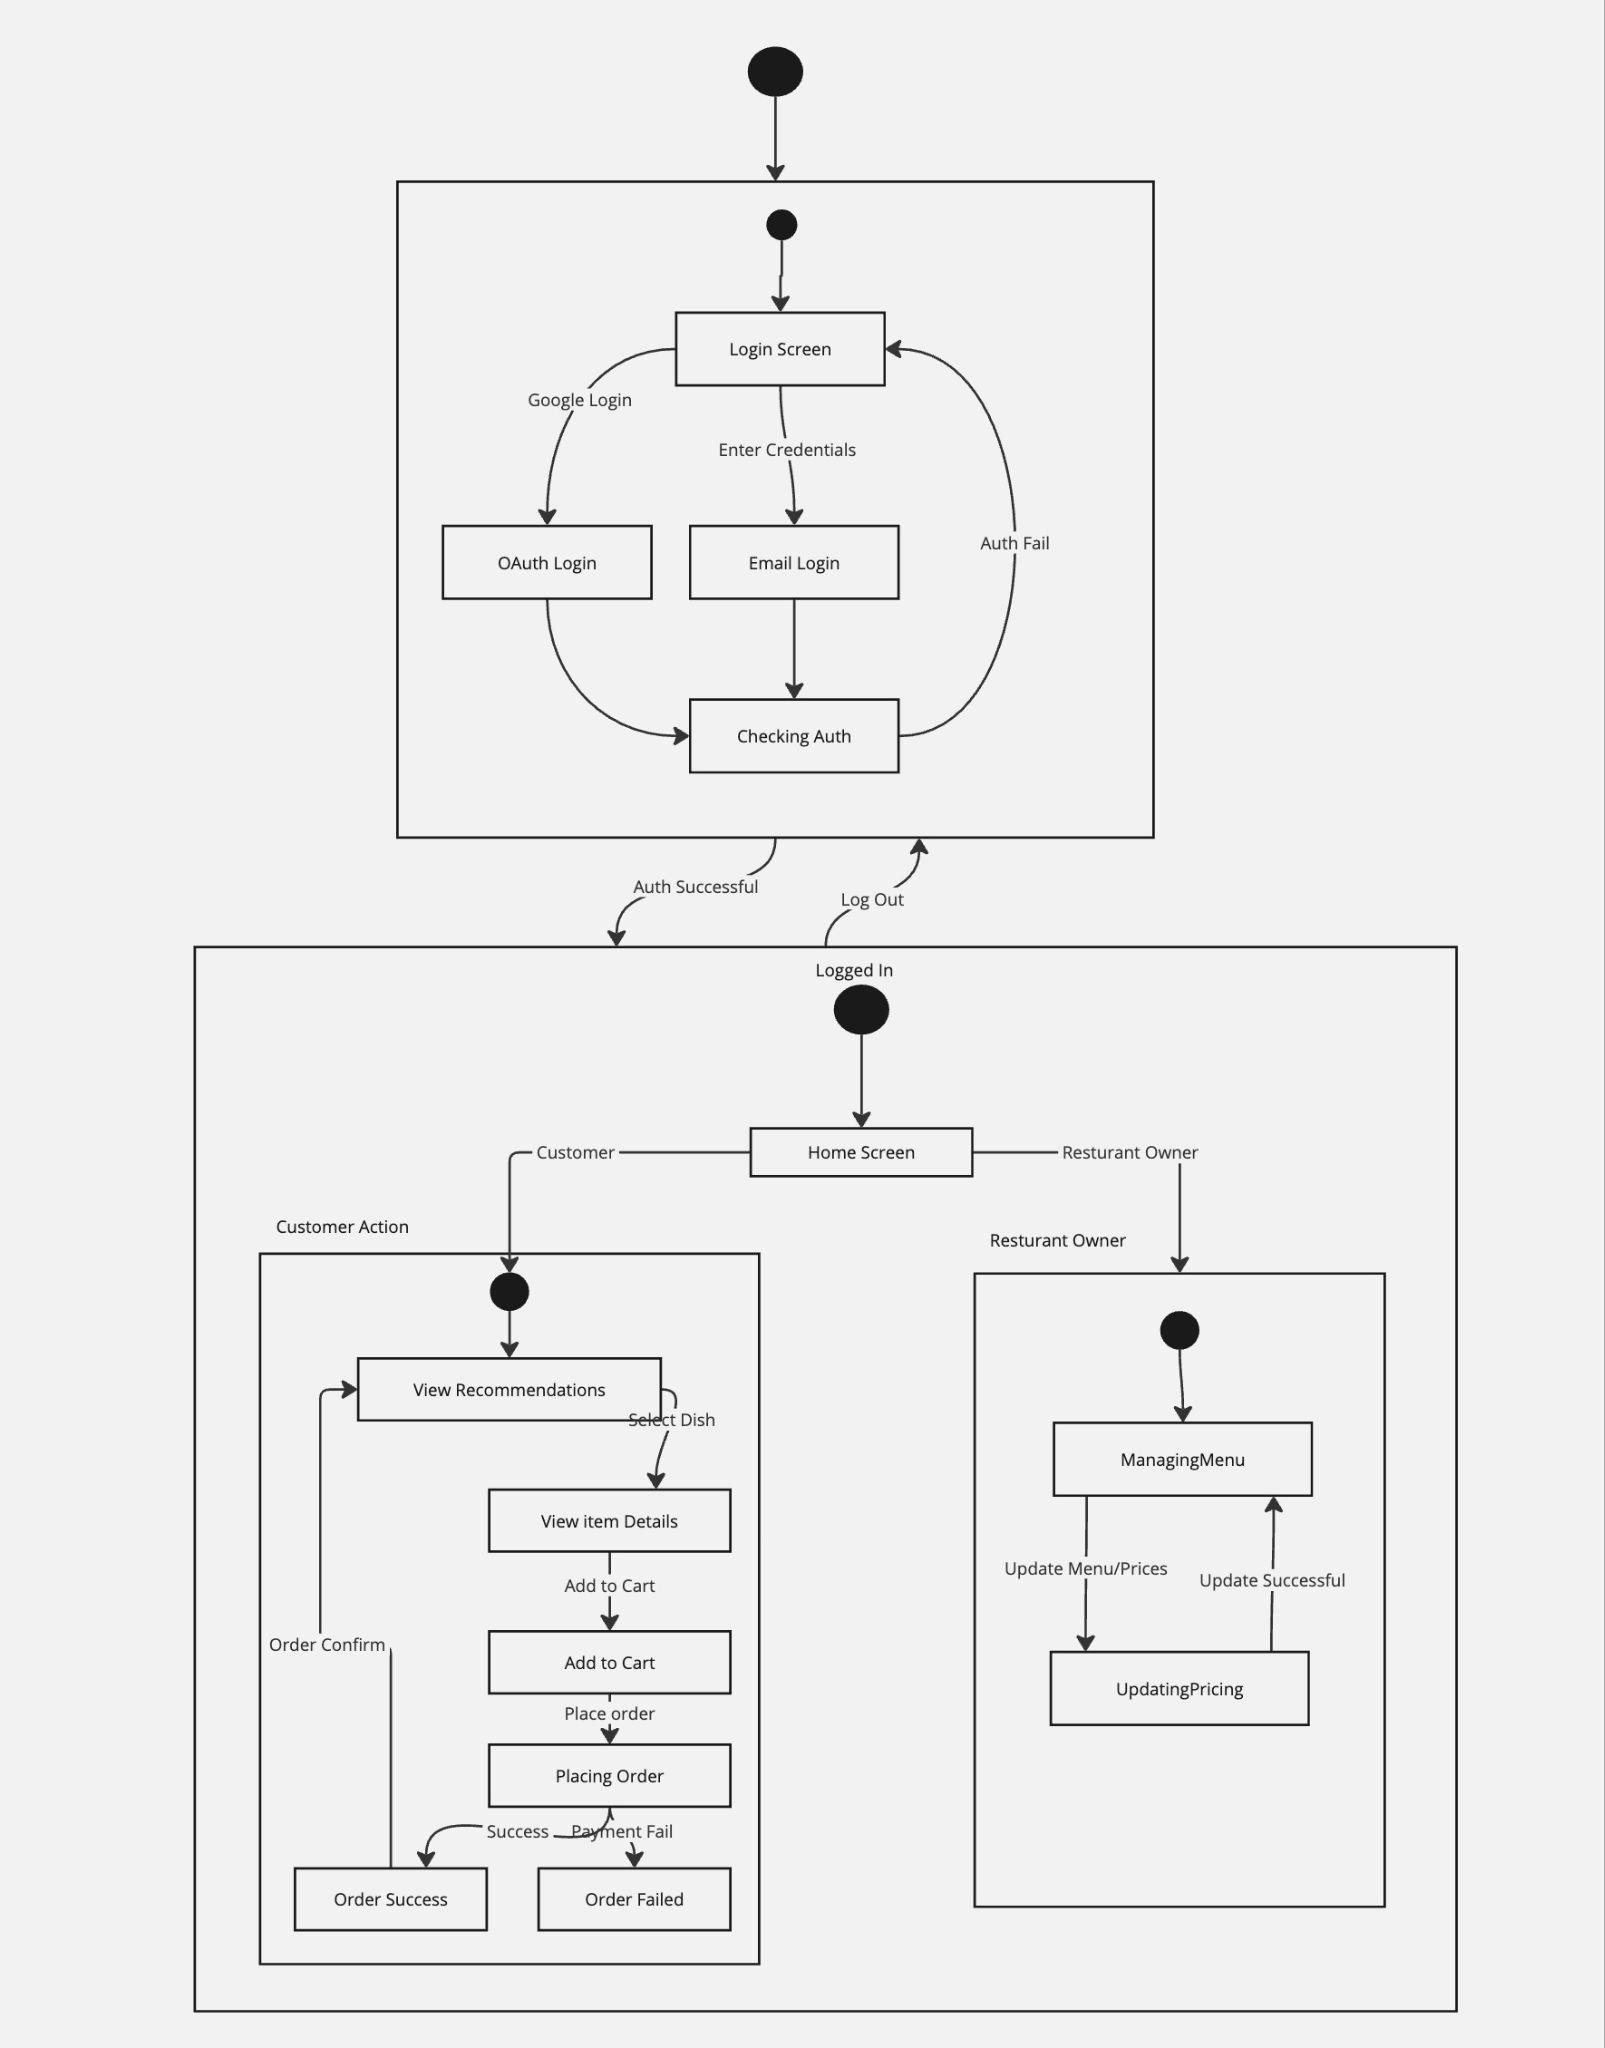 Login Screen
Google Login
Enter Credentials
Auth Fail
OAuth Login
Email Login
Checking Auth
Auth Successful
Log Out
Logged In
Home Screen
Customer
Resturant Owner
Customer Action
Resturant Owner
View Recommendations
Select Dish
View item Details
Add to Cart
Add to Cart
Place order
Placing Order
Order Confirm
Success
Payment Fail
Order Success
Order Failed
ManagingMenu
Update Menu/Prices
Update Successful
UpdatingPricing